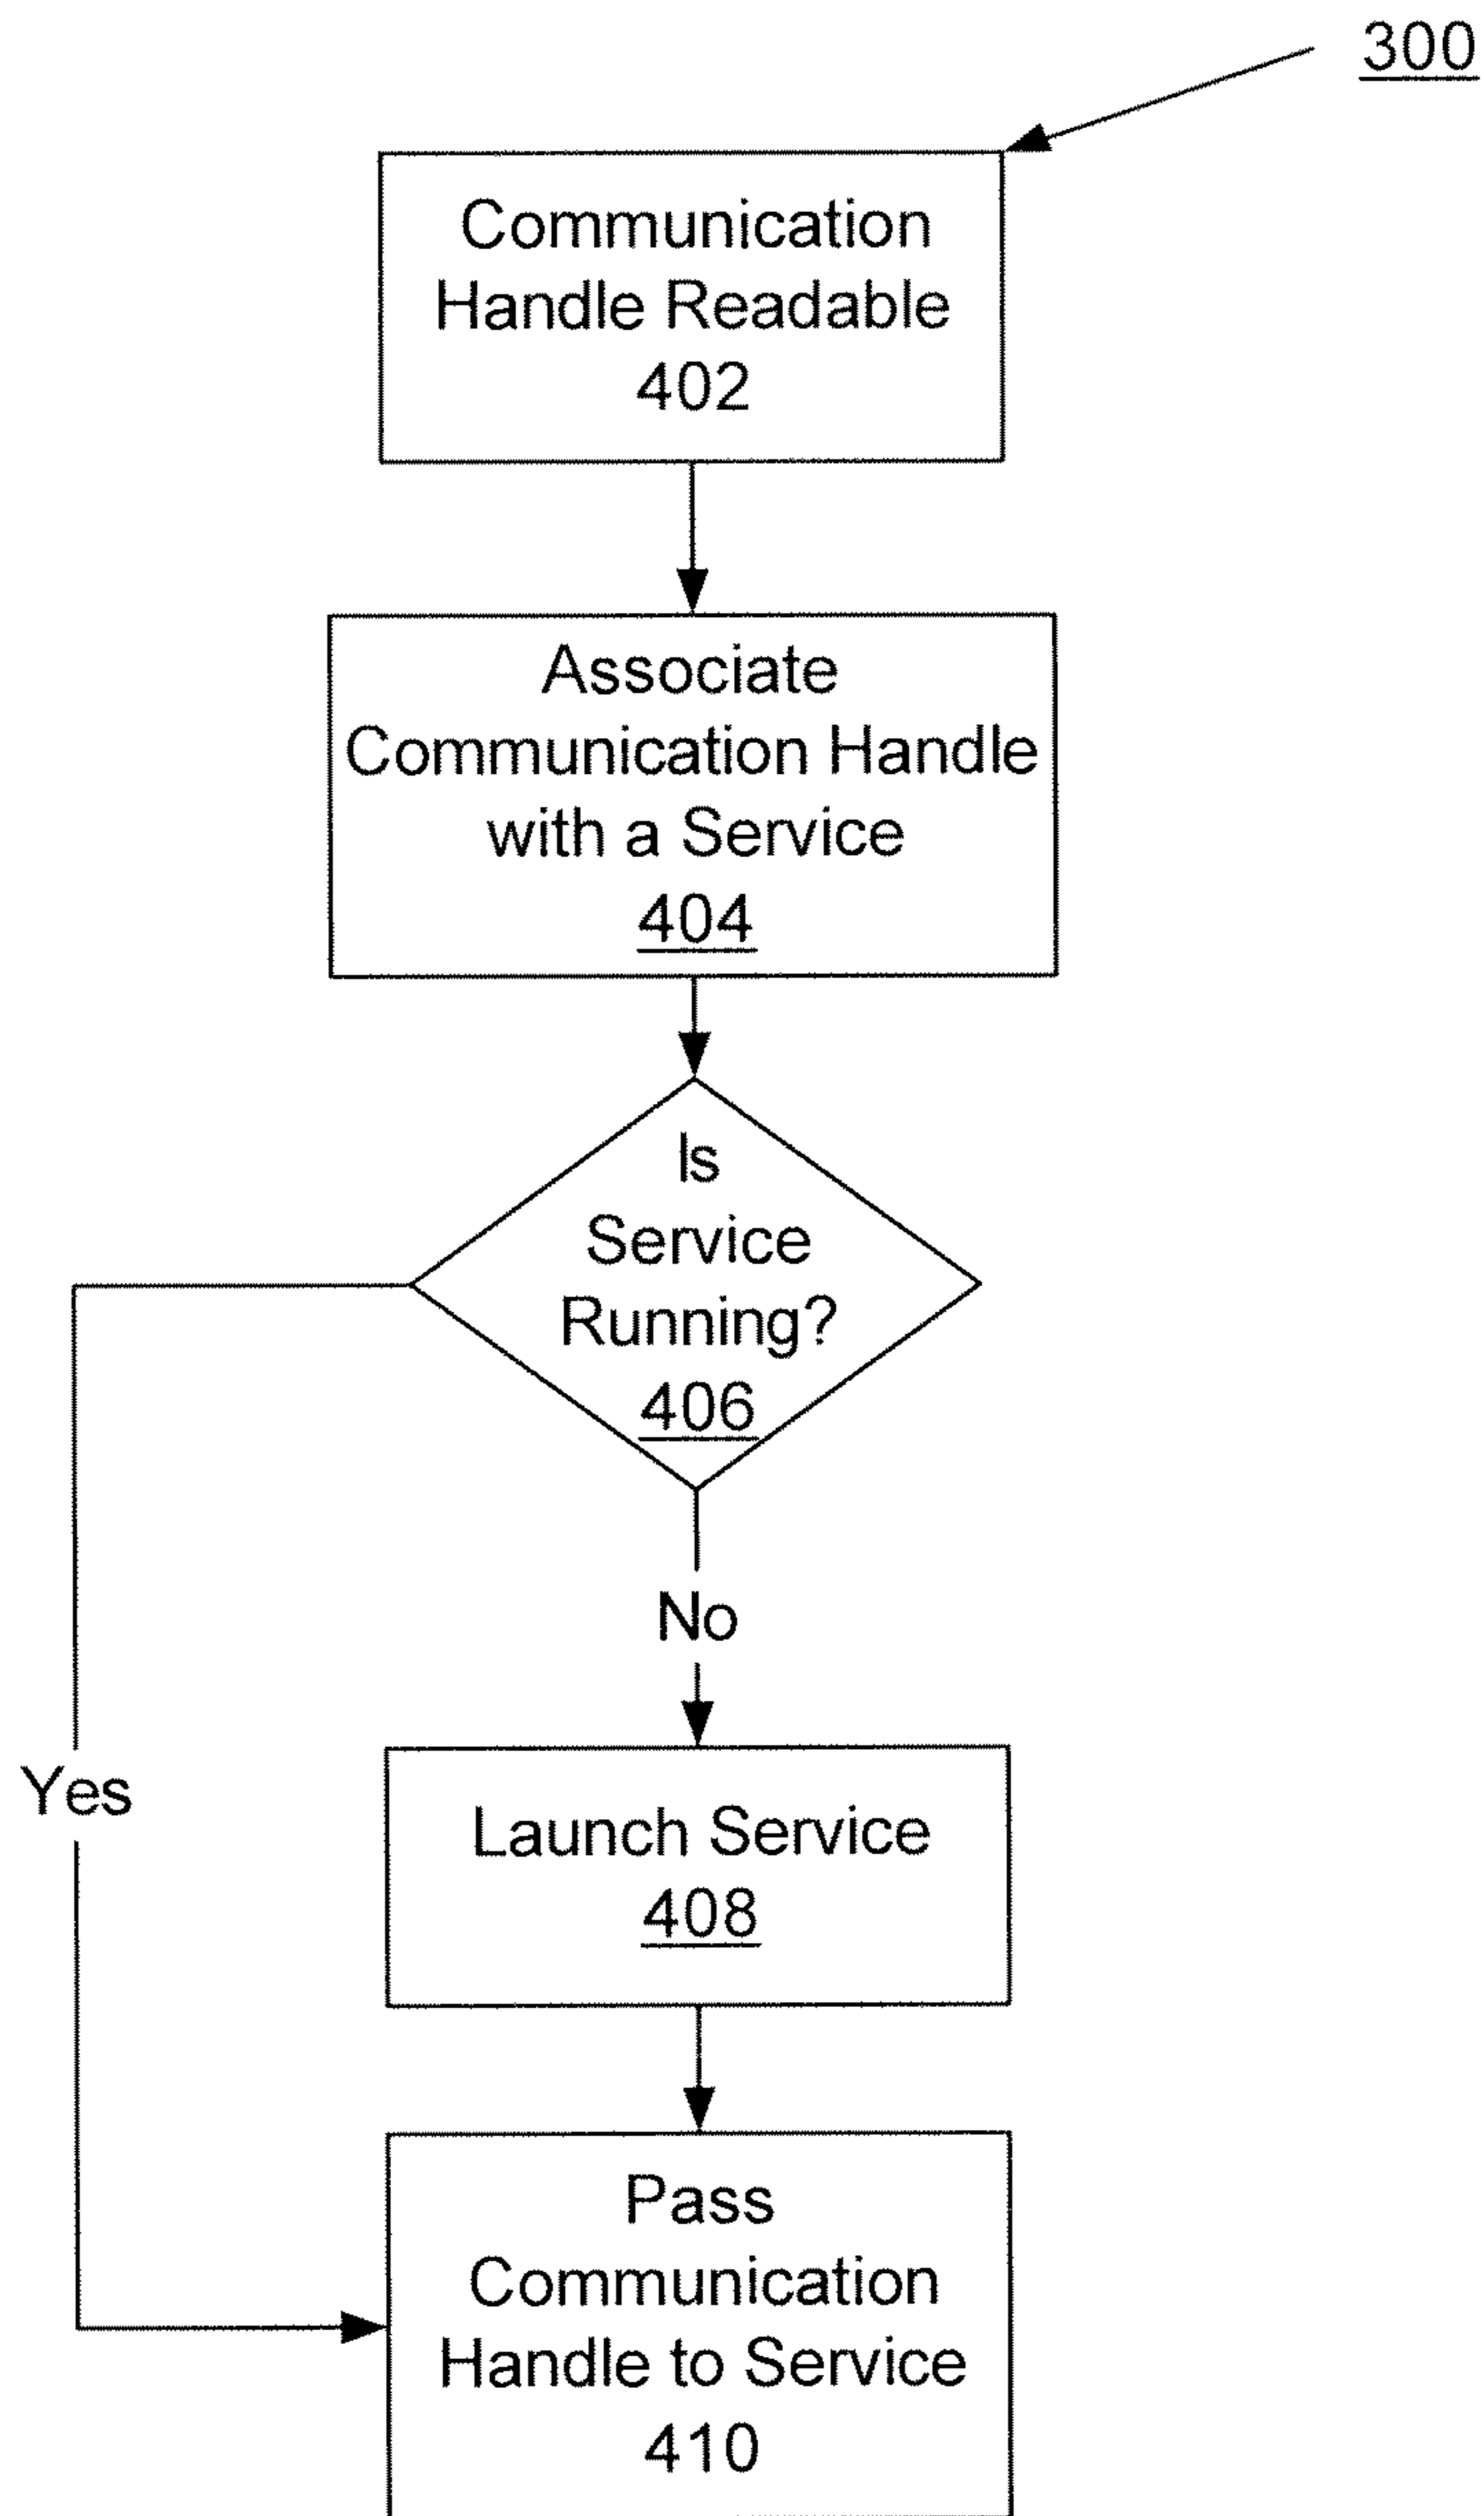 300
Communication
Handle Readable
402
Associate
Communication Handle
with a Service
404
Is
Service
Running?
406
No
Yes
Launch Service
408
Pass
Communication
Handle to Service
410